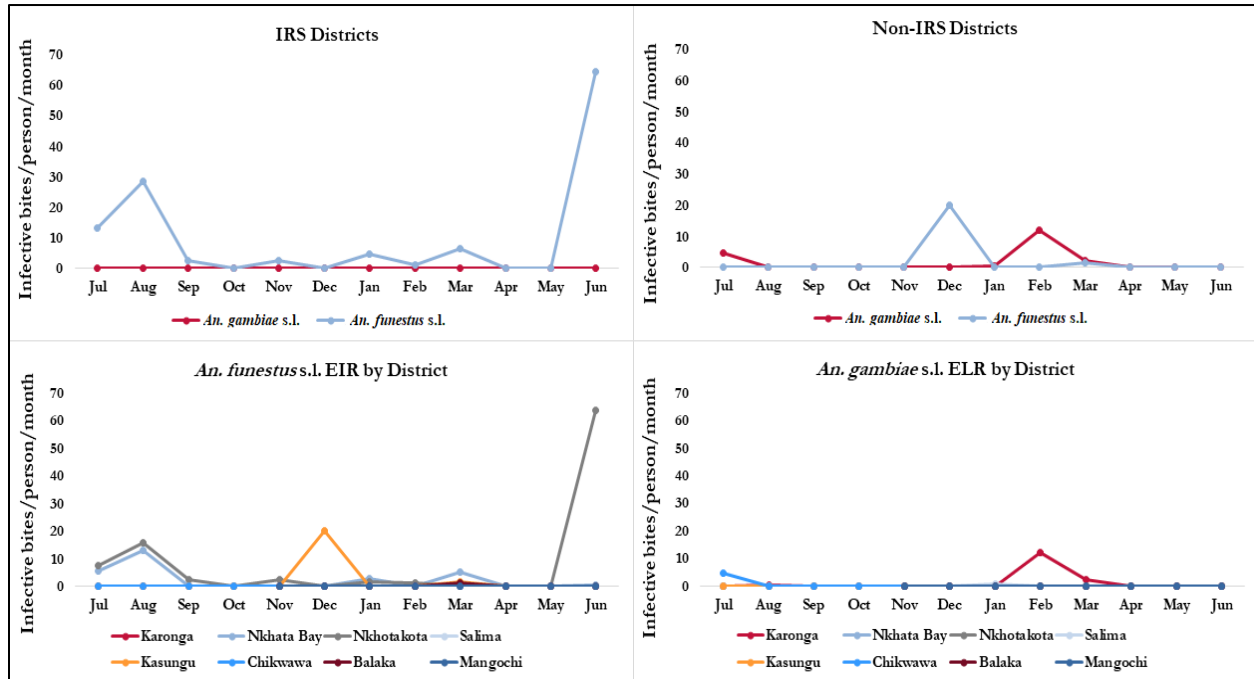 IRS Districts
Infective bites/person/month
70
60
50
40
30
20
10
0
Jul Aug Sep Oct Nov Dec Jan Feb Mar Apr May Jun
An. gambiae s.l. An. funestus s.l.
Non-IRS Districts
Infective bites/person/month
70
60
50
40
30
20
10
0
Jul Aug Sep Oct Nov Dec Jan Feb Mar Apr May Jun
An. gambiae s.l. An. funestus s.l.
An. funestus s.l. EIR by District
Infective bites/person/month
70
60
50
40
30
20
10
0
Jul Aug Sep Oct Nov Dec Jan Feb Mar Apr May Jun
Karonga Nkhata Bay Nkhotakota Salima
Kasungu Chikwawa Balaka Mangochi
An. gambiae s.l. ELR by District
Infective bites/person/month
70
60
50
40
30
20
10
0
Jul Aug Sep Oct Nov Dec Jan Feb Mar Apr May Jun
Karonga Nkhata Bay Nkhotakota Salima
Kasungu Chikwawa Balaka Mangochi